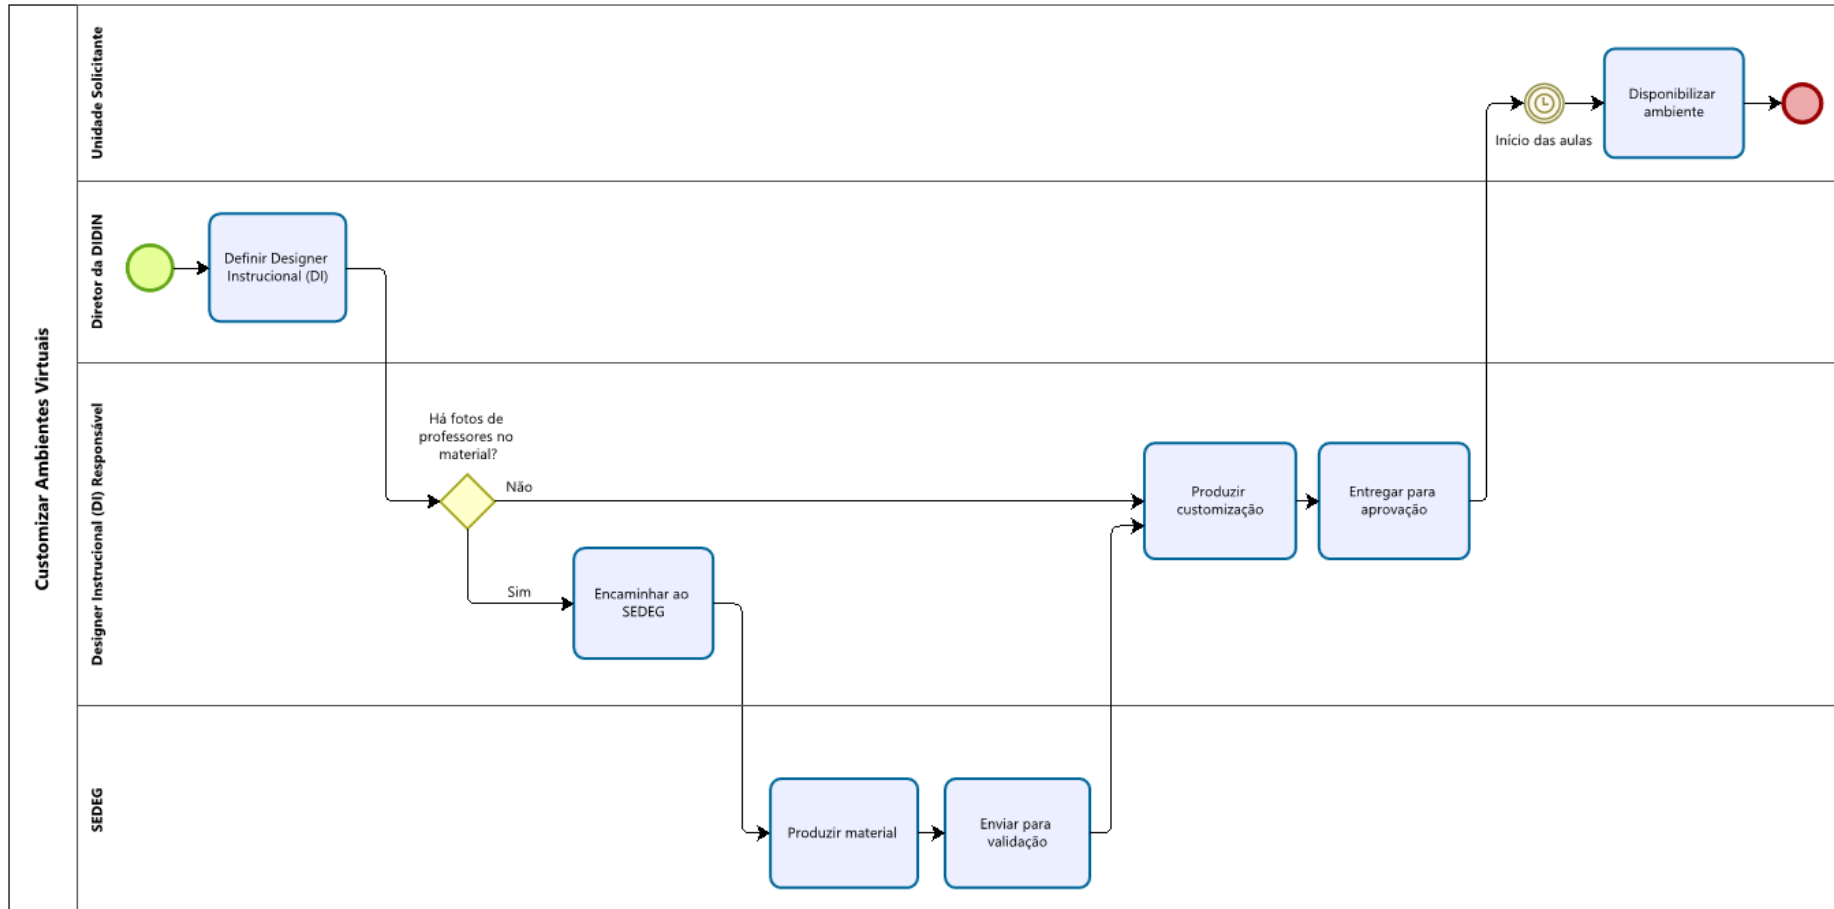 Customizar Ambientes Virtuais
Unidade Solicitante
Início das aulas
Disponibilizar
ambiente
Diretor da DIDIN
Definir Designer
Instrucional (DI)
Designer Instrucional (DI) Responsável
Há fotos de
professores no
material?
Não
Sim
Encaminhar ao
SEDEG
Produzir
customização
Entregar para
aprovação
SEDEG
Produzir material
Enviar para
validação